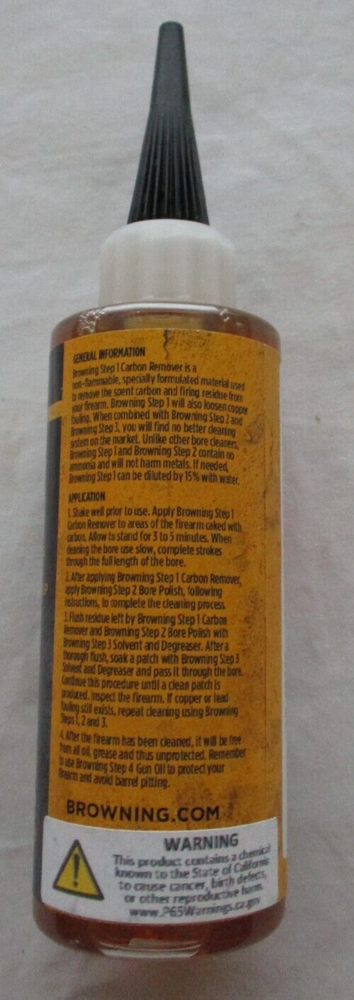 GENERAL INFORMATION
Browning Step 1 Carbon Remover is a
non-flammable, specially formulated material used
to remove the spent carbon and firing residue from
your firearm. Browning Step 1 will also loosen copper
fouling. When combined with Browning Step 2 and
Browning Step 3, you will find no better cleaning
system on the market. Unlike other bore cleaners,
Browning Step 1 and Browning Step 2 contain no
ammonia and will not harm metals. If needed,
Browning Step 1 can be diluted by 15% with water.
APPLICATION
1. Shake well prior to use. Apply Browning Step 1
Carbon Remover to areas of the firearm caked with
carbon. Allow to stand for 3 to 5 minutes. When
cleaning the bore use slow, complete strokes
through the full length of the bore.
2. After applying Browning Step 1 Carbon Remover,
apply Browning Step 2 Bore Polish, following
instructions, to complete the cleaning process.
3. Flush residue left by Browning Step 1 Carbon
Remover and Browning Step 2 Bore Polish with
Browning Step 3 Solvent and Degreaser. After a
thorough flush, soak a patch with Browning Step 3
Solvent and Degreaser and pass it through the bore.
Continue this procedure until a clean patch is
produced. Inspect the firearm. If copper or lead
fouling still exists, repeat cleaning using Browning
Steps 1, 2 and 3.
4. After the firearm has been cleaned, it will be free
from all oil, grease and thus unprotected. Remember
to use Browning Step 4 Gun Oil to protect your
firearm and avoid barrel pitting.
BROWNING.COM
WARNING
This product contains a chemical
known to the State of California
to cause cancer, birth defects,
or other reproductive harm.
www.P65Warnings.ca.gov